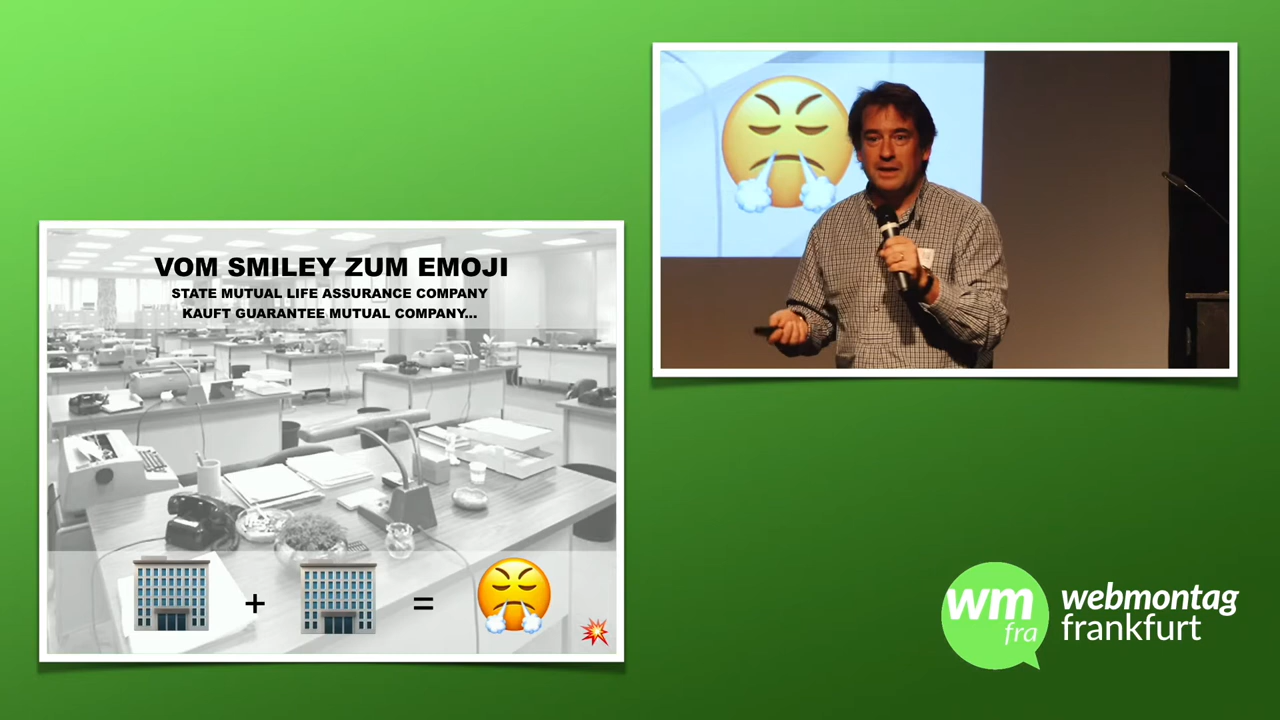 VOM SMILEY ZUM EMOJI
STATE MUTUAL LIFE ASSURANCE COMPANY
KAUFT GUARANTEE MUTUAL COMPANY...
+ =
wm
fra
webmontag
frankfurt